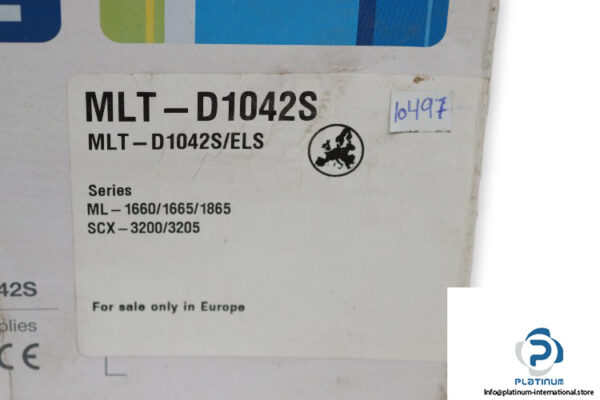 MLT-D1042S
MLT-D1042S/ELS
10497
Series
ML-1660/1665/1865
SCX-3200/3205
For sale only in Europe
42S
plies
CE
PLATINUM
Info@platinum-international.store